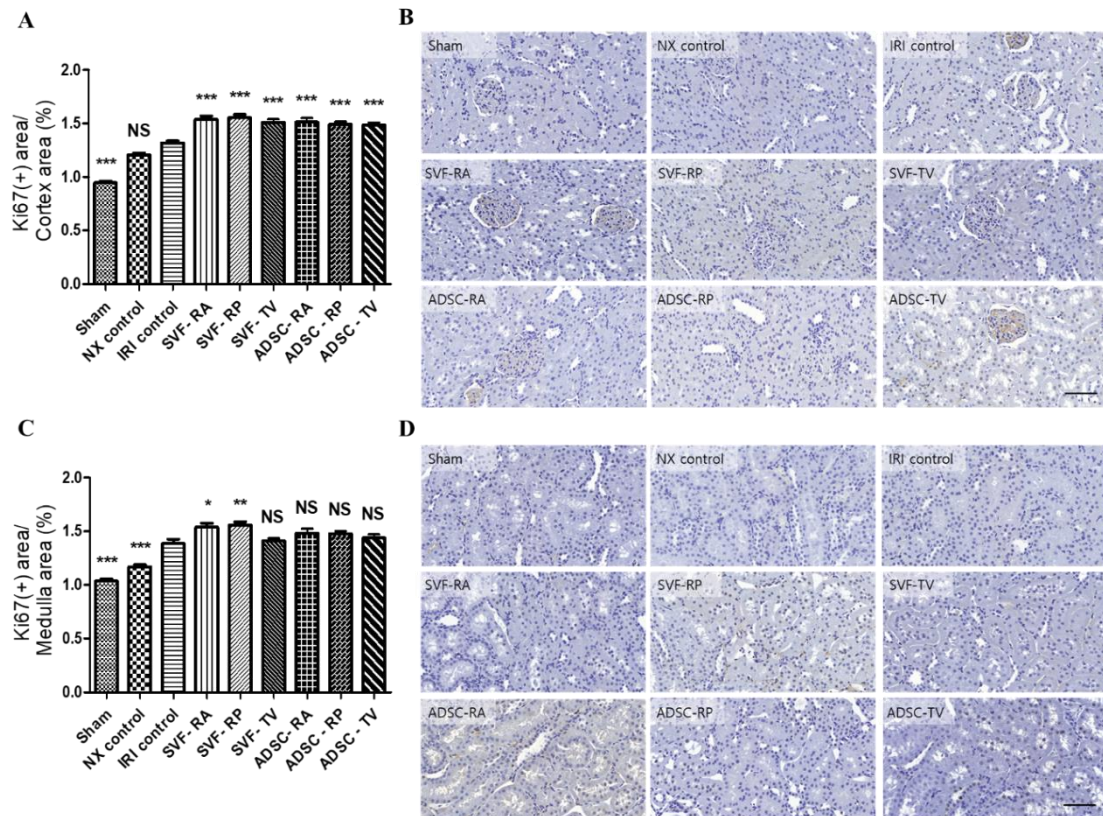 A
Ki67(+) area/
Cortex area (%)
2.0
1.5
1.0
0.5
0.0
***
NS
***
***
***
***
***
***
Sham
NX control
IRI control
SVF- RA
SVF - RP
SVF- TV
ADSC- RA
ADSC - RP
ADSC - TV
B
Sham
NX control
IRI control
SVF-RA
SVF-RP
SVF-TV
ADSC-RA
ADSC-RP
ADSC-TV
C
Ki67(+) area/
Medulla area (%)
2.0
1.5
1.0
0.5
0.0
***
***
*
**
NS
NS
NS
NS
Sham
NX control
IRI control
SVF- RA
SVF - RP
SVF- TV
ADSC- RA
ADSC - RP
ADSC - TV
D
Sham
NX control
IRI control
SVF-RA
SVF-RP
SVF-TV
ADSC-RA
ADSC-RP
ADSC-TV